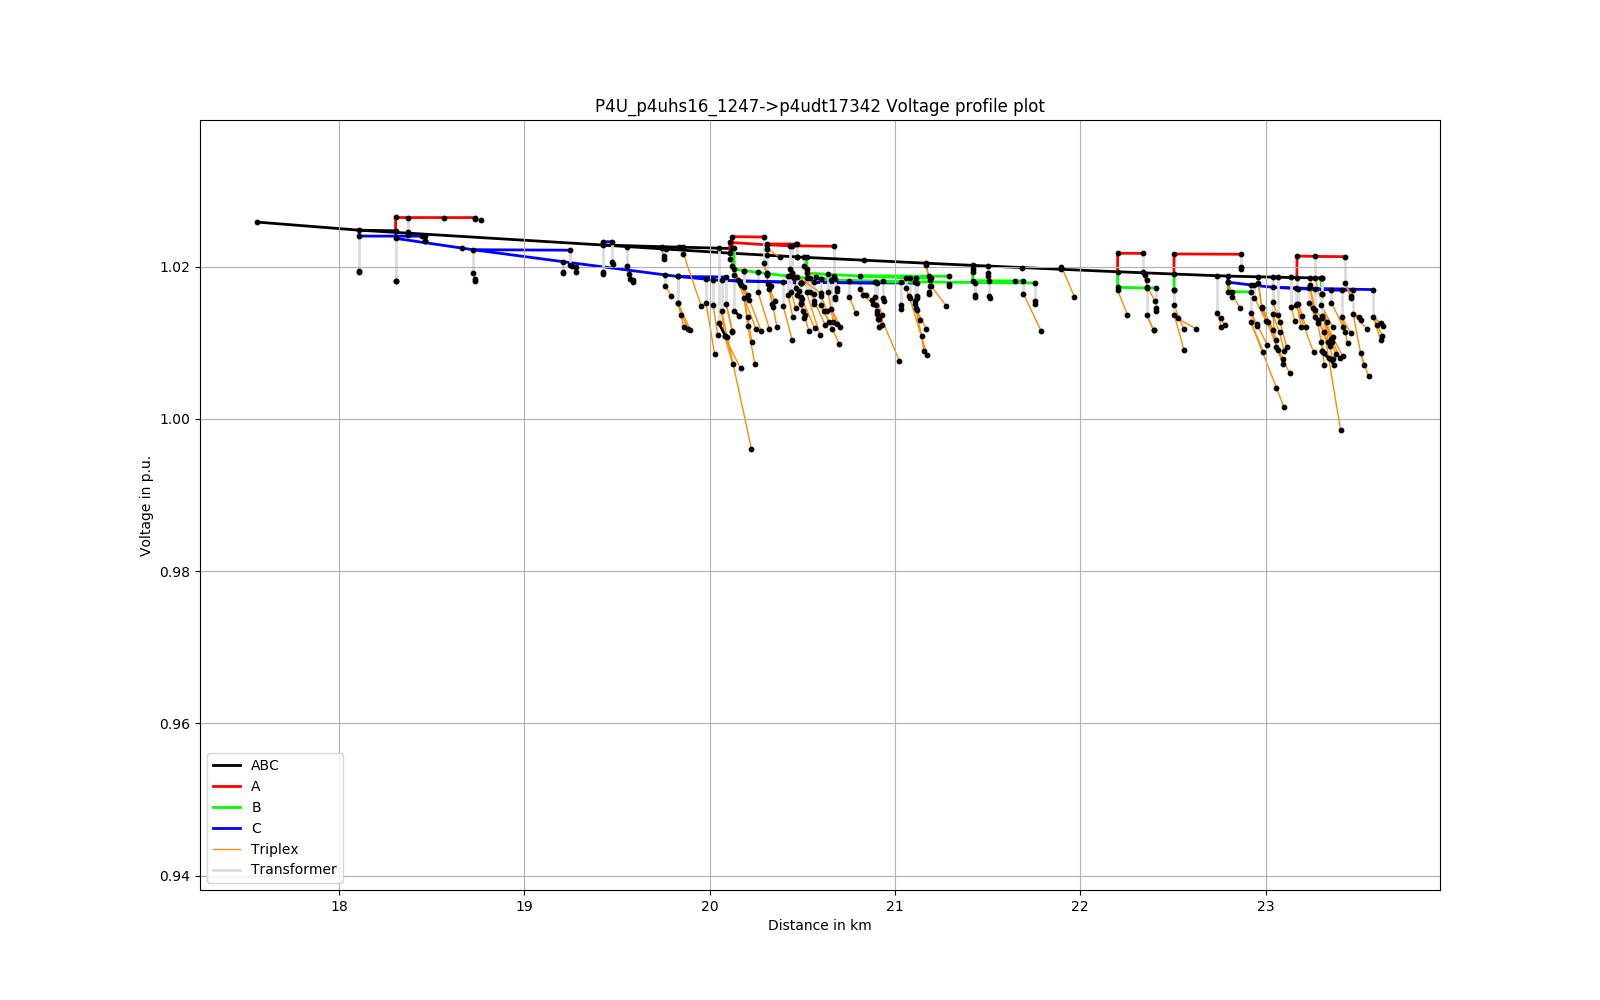 P4U_p4uhs16_1247->p4udt17342 Voltage profile plot
1.02
1.00
0.98
0.96
0.94
Voltage in p.u.
ABC
A
B
C
Triplex
Transformer
18 19 20 21 22 23
Distance in km